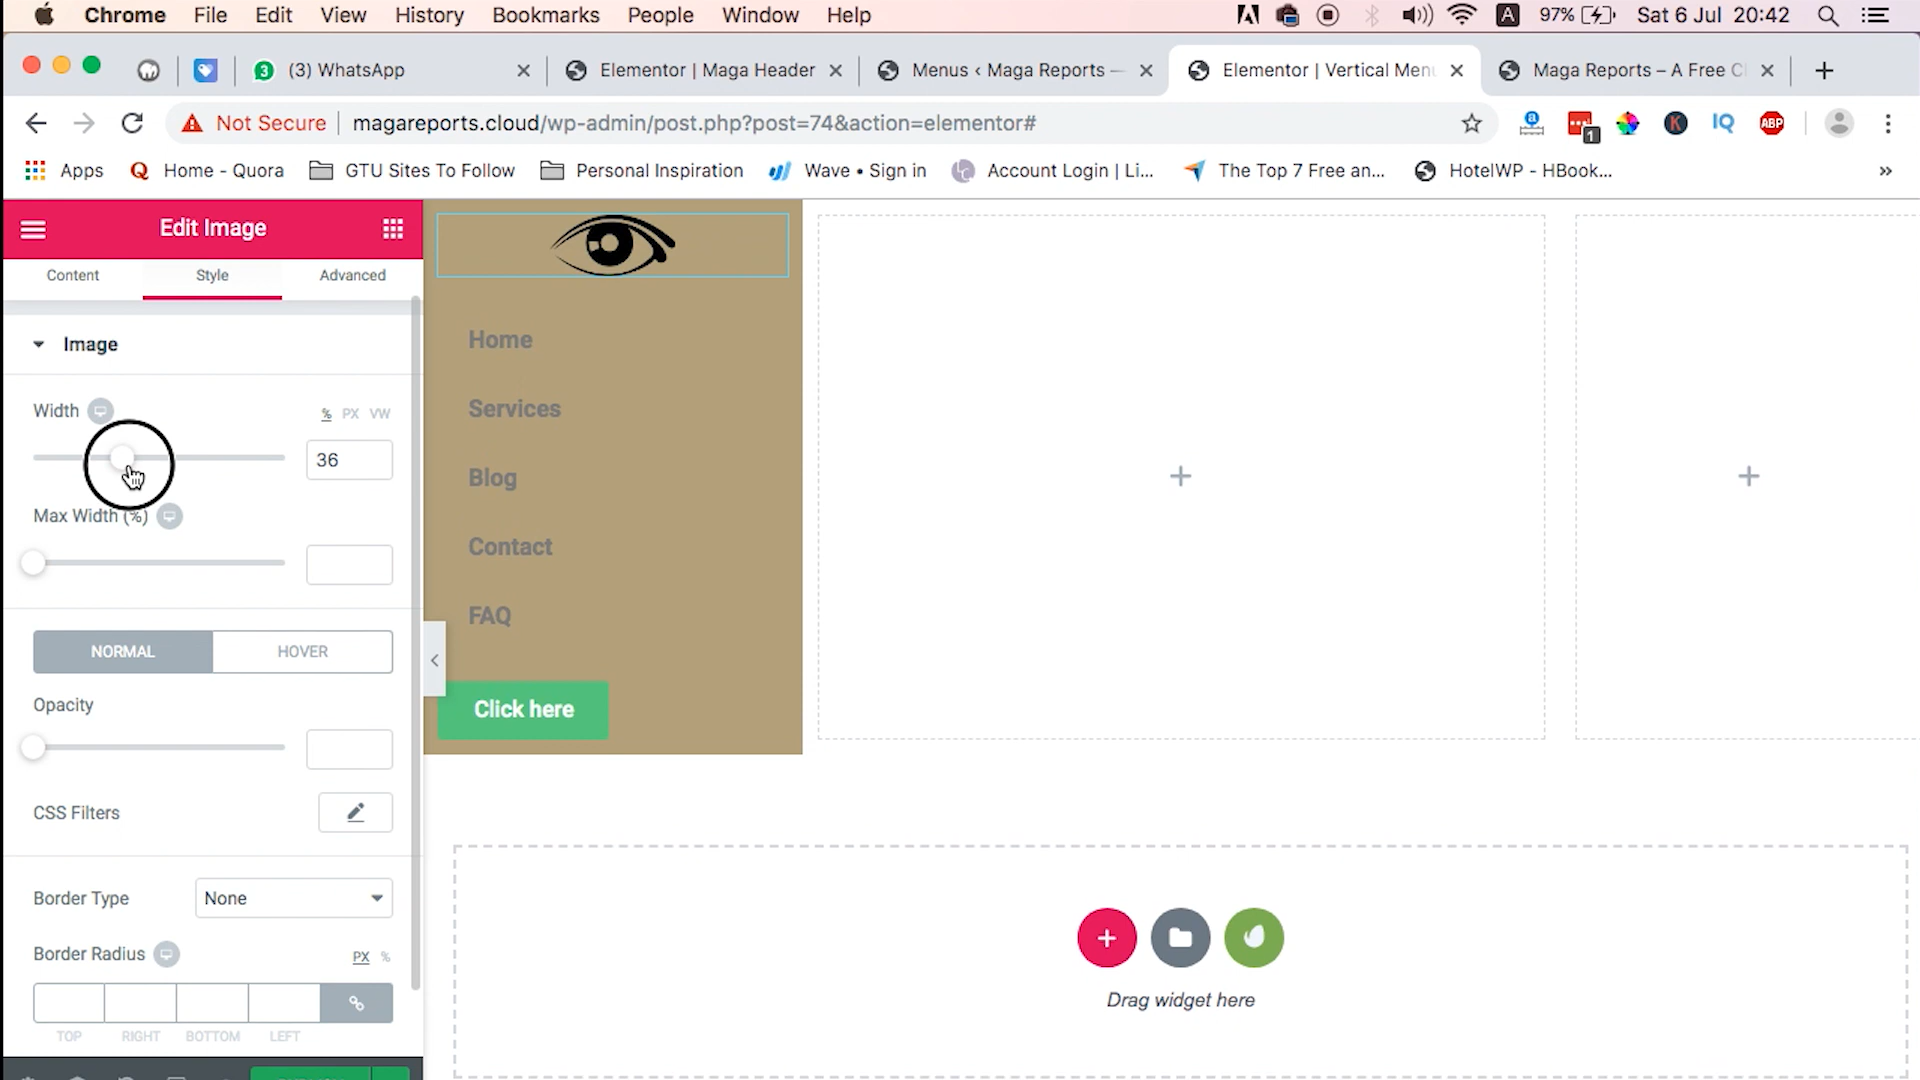 Chrome File Edit View History Bookmarks People Window Help
A 97% Sat 6 Jul 20:42
3 (3) WhatsApp
Elementor | Maga Header
Menus ‹ Maga Reports —
Elementor | Vertical Menu
Maga Reports – A Free C
Not Secure magareports.cloud/wp-admin/post.php?post=74&action=elementor#
1 K IQ ABP
Apps Home - Quora GTU Sites To Follow Personal Inspiration Wave • Sign in Account Login | Li... The Top 7 Free an... HotelWP - HBook... »
Edit Image
Content Style Advanced
Image
Width % PX VW
36
Max Width (%)
NORMAL HOVER
Opacity
CSS Filters
Border Type None
Border Radius PX %
TOP RIGHT BOTTOM LEFT
Home
Services
Blog
Contact
FAQ
Click here
Drag widget here